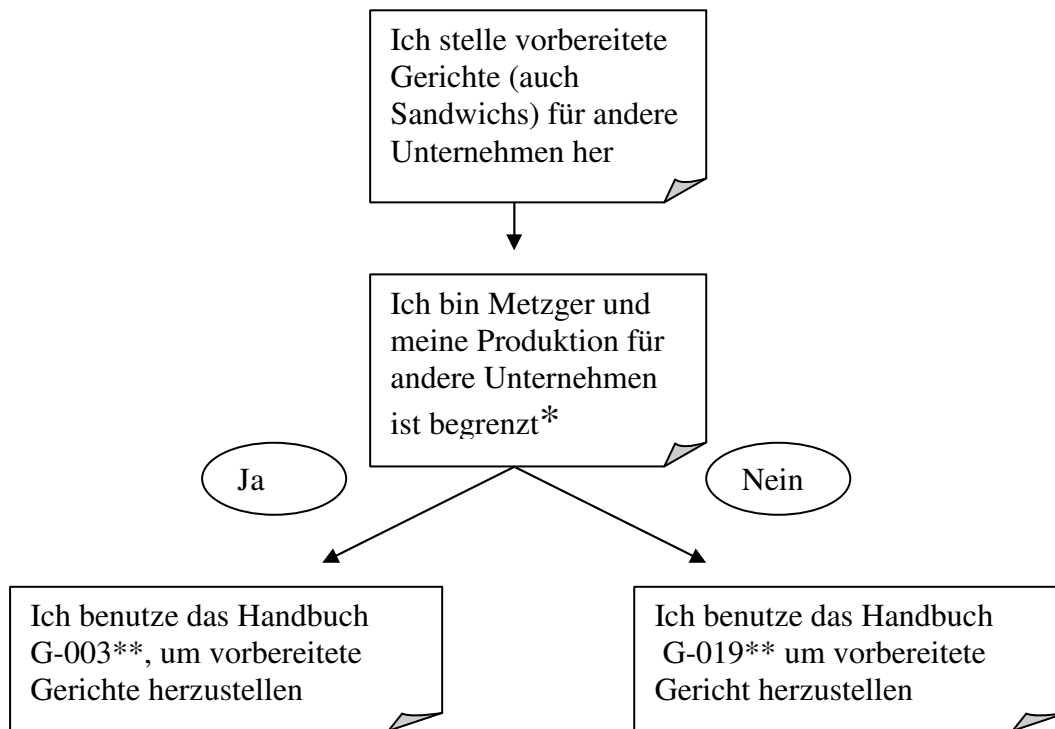 Ich stelle vorbereitete
Gerichte (auch
Sandwichs) für andere
Unternehmen her
Ich bin Metzger und
meine Produktion für
andere Unternehmen
ist begrenzt*
Ja
Nein
Ich benutze das Handbuch
G-003**, um vorbereitete
Gerichte herzustellen
Ich benutze das Handbuch
G-019** um vorbereitete
Gericht herzustellen